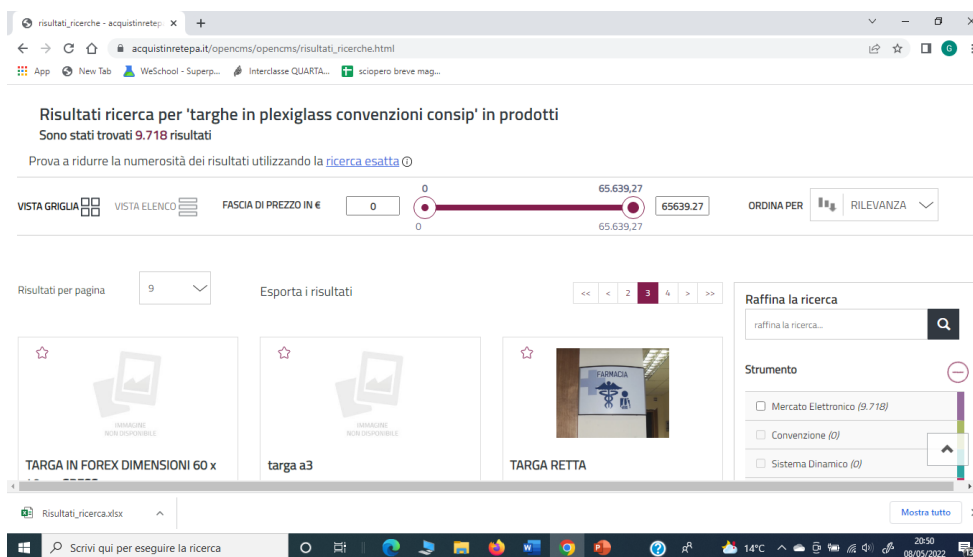 risultati_ricerche - acquistinretep
acquistinretepa.it/opencms/opencms/risultati_ricerche.html
G
App New Tab WeSchool - Superp... Interclasse QUARTA... sciopero breve mag...
Risultati ricerca per 'targhe in plexiglass convenzioni consip' in prodotti
Sono stati trovati 9.718 risultati
Prova a ridurre la numerosità dei risultati utilizzando la ricerca esatta
0 65.639,27
VISTA GRIGLIA VISTA ELENCO FASCIA DI PREZZO IN € 0 65639.27 ORDINA PER RILEVANZA
0 65.639,27
Risultati per pagina 9 Esporta i risultati << < 2 3 4 > >>
Raffina la ricerca
raffina la ricerca...
Strumento
Mercato Elettronico (9.718)
Convenzione (0)
Sistema Dinamico (0)
IMMAGINE
NON DISPONIBILE
IMMAGINE
NON DISPONIBILE
FARMACIA
TARGA IN FOREX DIMENSIONI 60 x
targa a3
TARGA RETTA
Risultati_ricerca.xlsx
Mostra tutto
Scrivi qui per eseguire la ricerca
14°C
20:50
08/05/2022